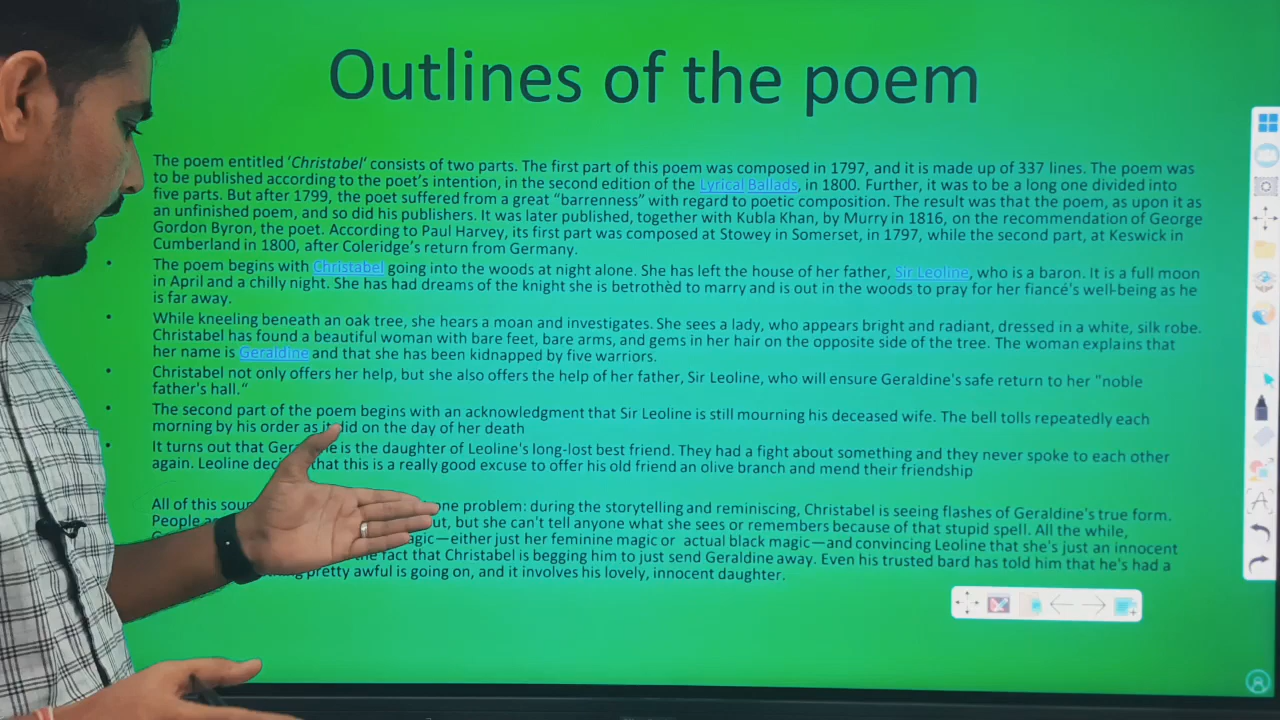 Outlines of the poem
The poem entitled ‘Christabel’ consists of two parts. The first part of this poem was composed in 1797, and it is made up of 337 lines. The poem was
to be published according to the poet’s intention, in the second edition of the Lyrical Ballads, in 1800. Further, it was to be a long one divided into
five parts. But after 1799, the poet suffered from a great “barrenness” with regard to poetic composition. The result was that the poem, as upon it as
an unfinished poem, and so did his publishers. It was later published, together with Kubla Khan, by Murry in 1816, on the recommendation of George
Gordon Byron, the poet. According to Paul Harvey, its first part was composed at Stowey in Somerset, in 1797, while the second part, at Keswick in
Cumberland in 1800, after Coleridge’s return from Germany.
• The poem begins with Christabel going into the woods at night alone. She has left the house of her father, Sir Leoline, who is a baron. It is a full moon
in April and a chilly night. She has had dreams of the knight she is betrothèd to marry and is out in the woods to pray for her fiancé's well-being as he
is far away.
• While kneeling beneath an oak tree, she hears a moan and investigates. She sees a lady, who appears bright and radiant, dressed in a white, silk robe.
Christabel has found a beautiful woman with bare feet, bare arms, and gems in her hair on the opposite side of the tree. The woman explains that
her name is Geraldine and that she has been kidnapped by five warriors.
• Christabel not only offers her help, but she also offers the help of her father, Sir Leoline, who will ensure Geraldine's safe return to her "noble
father's hall.“
• The second part of the poem begins with an acknowledgment that Sir Leoline is still mourning his deceased wife. The bell tolls repeatedly each
morning by his order as it did on the day of her death
• It turns out that is the daughter of Leoline's long-lost best friend. They had a fight about something and they never spoke to each other
again. Leoline that this is a really good excuse to offer his old friend an olive branch and mend their friendship
All of this one problem: during the storytelling and reminiscing, Christabel is seeing flashes of Geraldine's true form.
People but she can't tell anyone what she sees or remembers because of that stupid spell. All the while,
—either just her feminine magic or actual black magic—and convincing Leoline that she's just an innocent
fact that Christabel is begging him to just send Geraldine away. Even his trusted bard has told him that he's had a
pretty awful is going on, and it involves his lovely, innocent daughter.